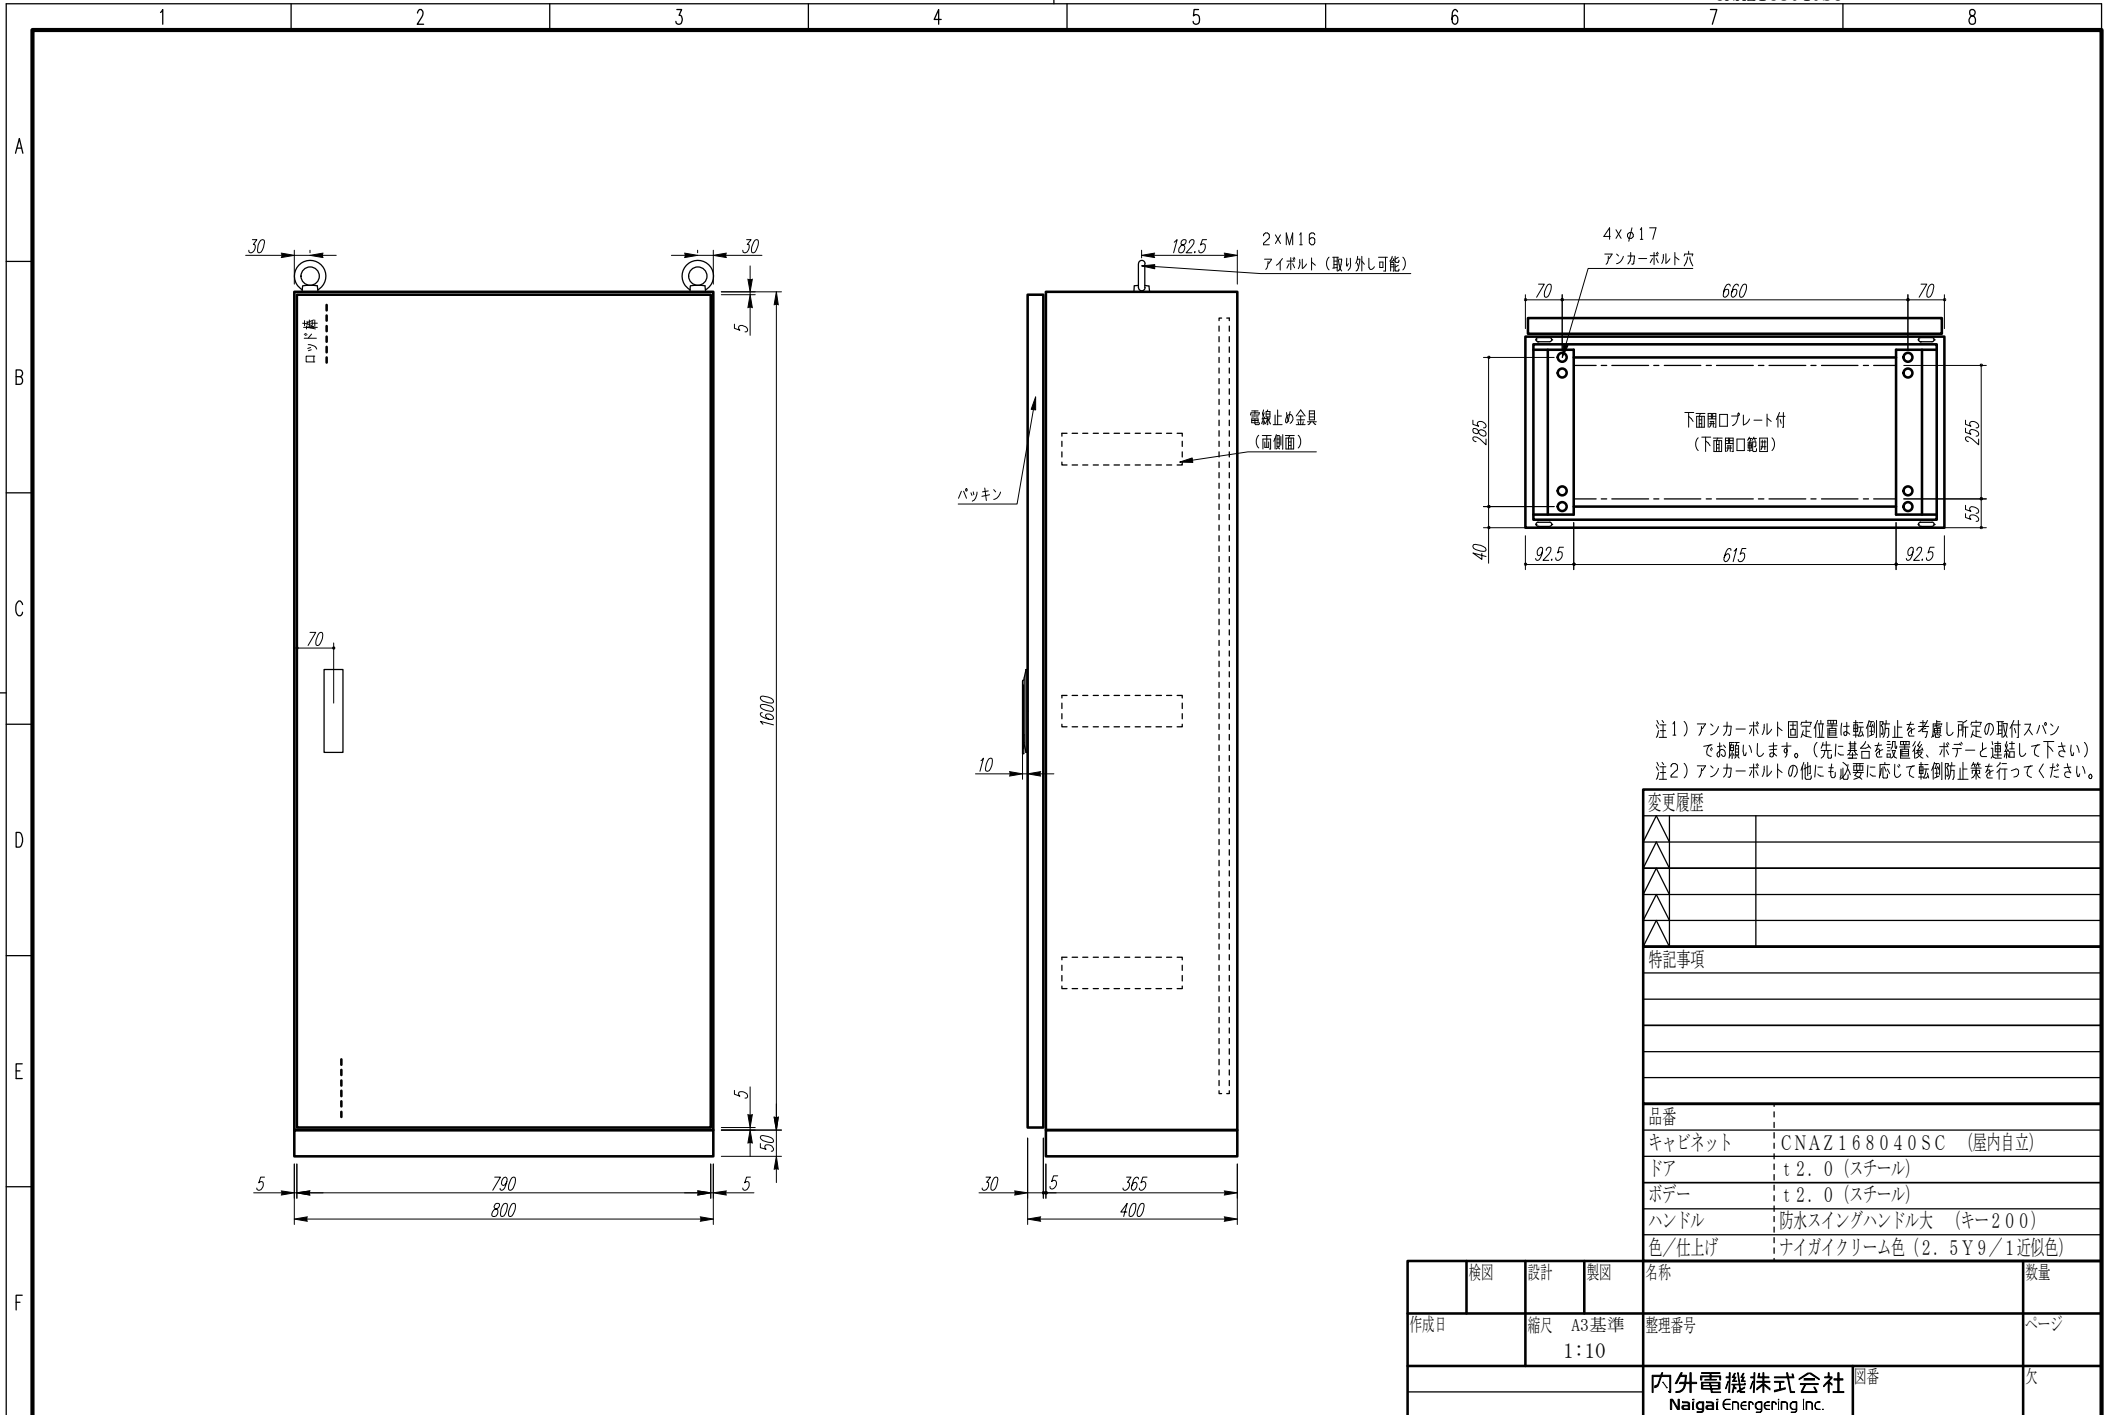 1 2 3 4 5 6 7 8
A
B
C
D
E
F
30
30
ロッド棒
5
70
1600
5
50
5
790
5
800
182.5
2×M16
アイボルト（取り外し可能）
電線止め金具
（両側面）
パッキン
10
30
5
365
400
4×φ17
アンカーボルト穴
70
660
70
285
下面開口プレート付
（下面開口範囲）
255
55
40
92.5
615
92.5
注1）アンカーボルト固定位置は転倒防止を考慮し所定の取付スパン
でお願いします。（先に基台を設置後、ボデーと連結して下さい）
注2）アンカーボルトの他にも必要に応じて転倒防止策を行ってください。
変更履歴
特記事項
品番
キャビネット CNAZ168040SC （屋内自立）
ドア t2.0（スチール）
ボデー t2.0（スチール）
ハンドル 防水スイングハンドル大 （キー200）
色／仕上げ ナイガイクリーム色（2.5Y9／1近似色）
検図 設計 製図 名称 数量
作成日 縮尺 A3基準 整理番号 ページ
1:10
内外電機株式会社 図番 欠
Naigai Energering Inc.